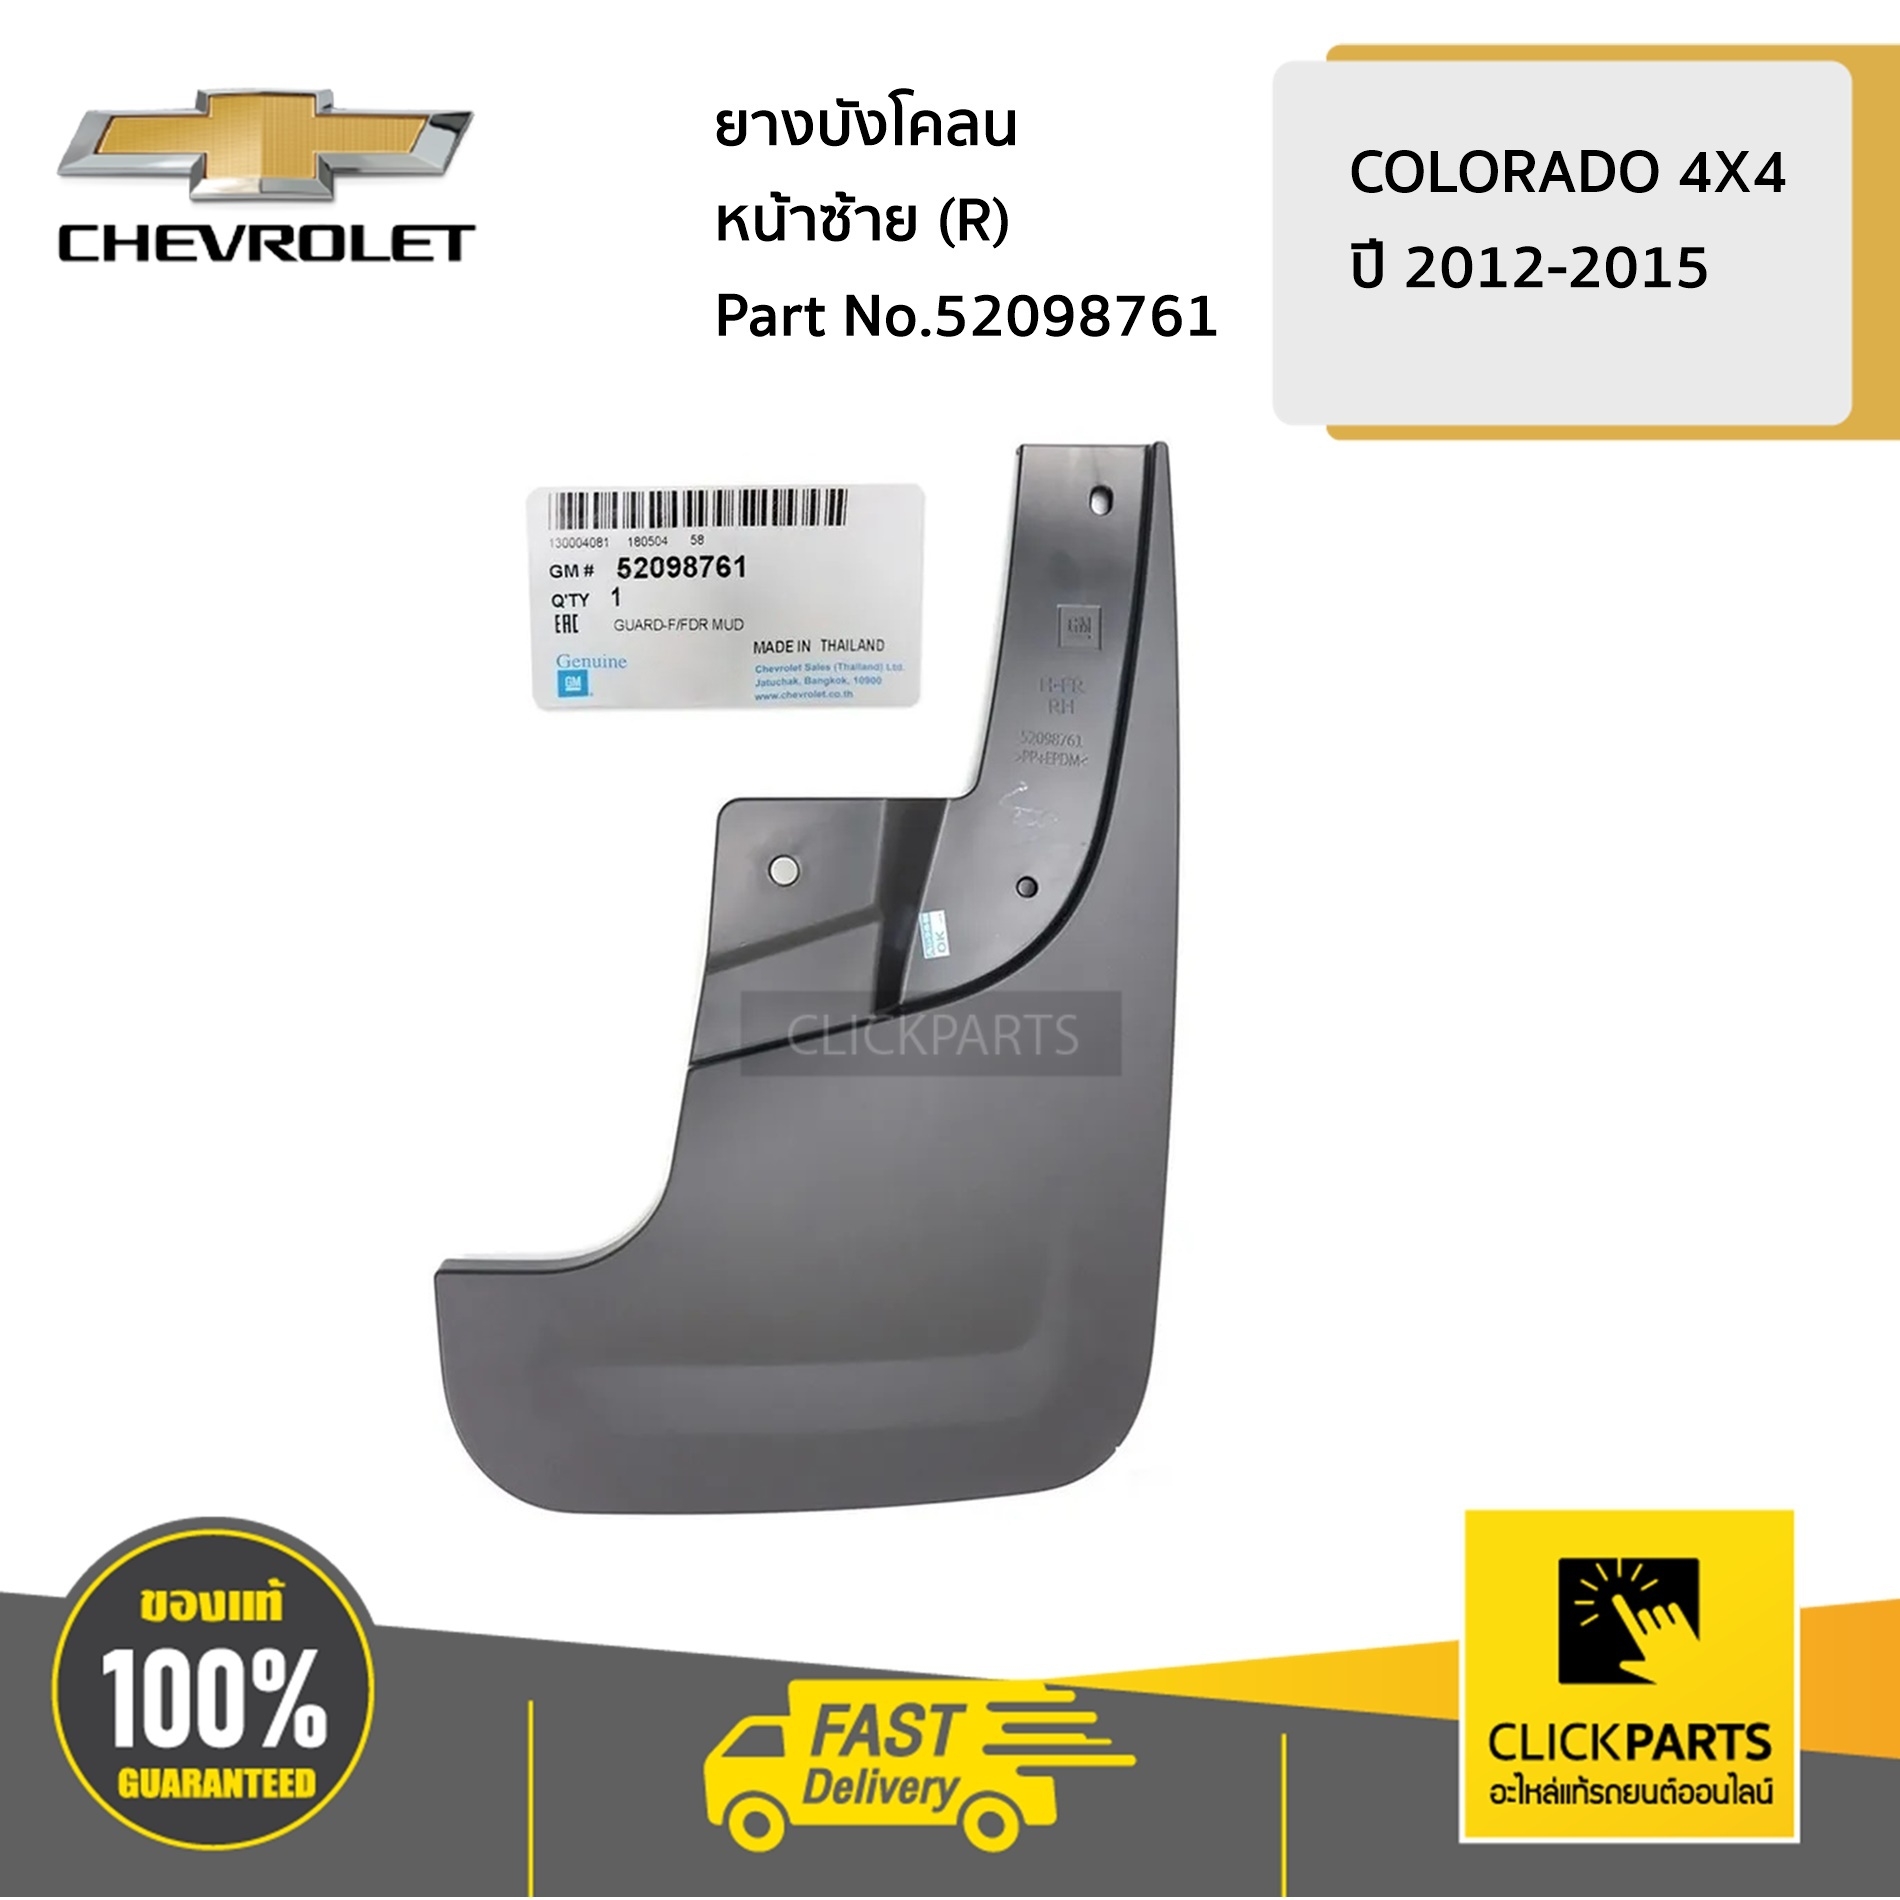 CHEVROLET
ยางบังโคลน
หน้าซ้าย (R)
Part No.52098761
COLORADO 4X4
ปี 2012-2015
130004081 180504 58
GM # 52098761
Q'TY 1
EAC GUARD-F/FDR MUD
MADE IN THAILAND
Genuine
GM
Chevrolet Sales (Thailand) Ltd.
Jatuchak, Bangkok, 10900
www.chevrolet.co.th
GM
H-FR
RH
52098761
>PP+EPDM<
OK
CLICKPARTS
ของแท้
100%
GUARANTEED
FAST
Delivery
CLICKPARTS
อะไหล่แท้รถยนต์ออนไลน์